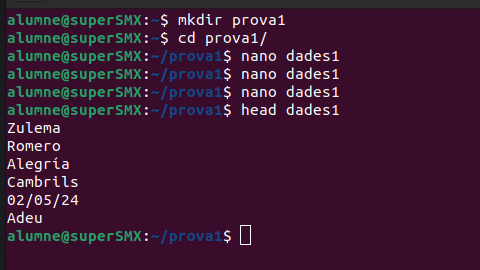 alumne@superSMX:~$ mkdir prova1
alumne@superSMX:~$ cd prova1/
alumne@superSMX:~/prova1$ nano dades1
alumne@superSMX:~/prova1$ nano dades1
alumne@superSMX:~/prova1$ nano dades1
alumne@superSMX:~/prova1$ head dades1
Zulema
Romero
Alegría
Cambrils
02/05/24
Adeu
alumne@superSMX:~/prova1$